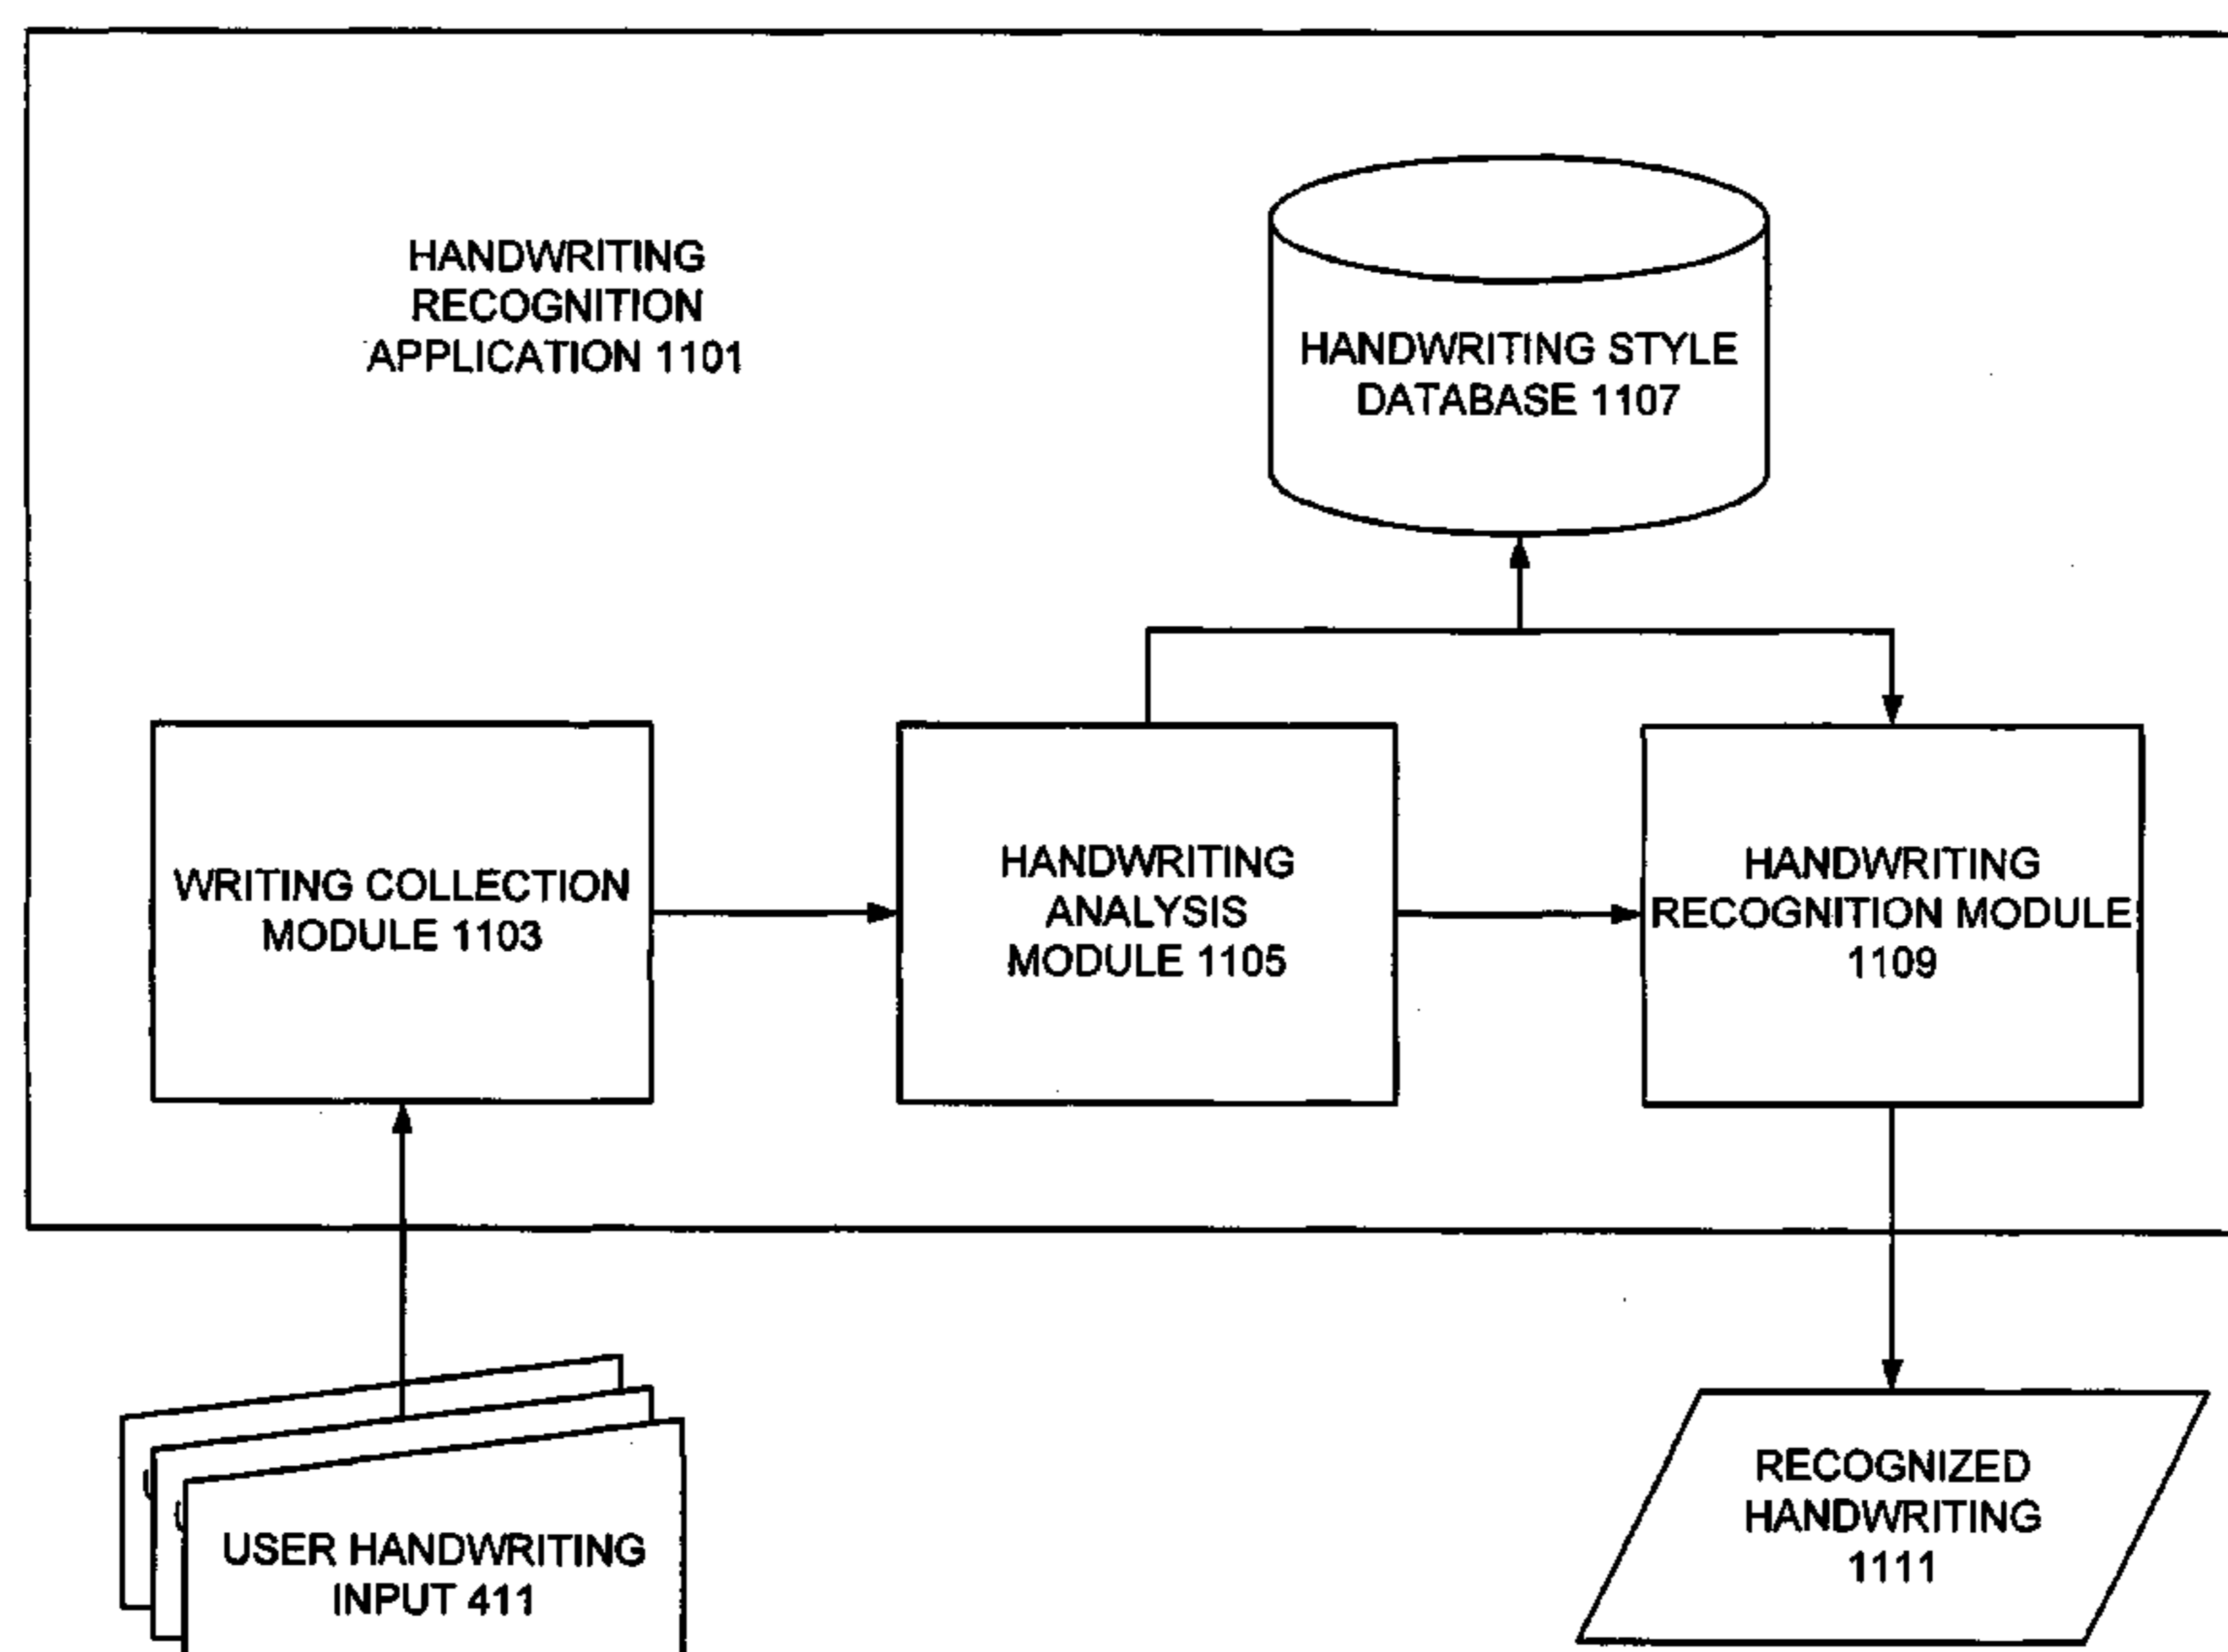 HANDWRITING
RECOGNITION
APPLICATION 1101
HANDWRITING STYLE
DATABASE 1107
WRITING COLLECTION
MODULE 1103
HANDWRITING
ANALYSIS
MODULE 1105
HANDWRITING
RECOGNITION MODULE
1109
USER HANDWRITING
INPUT 411
RECOGNIZED
HANDWRITING
1111